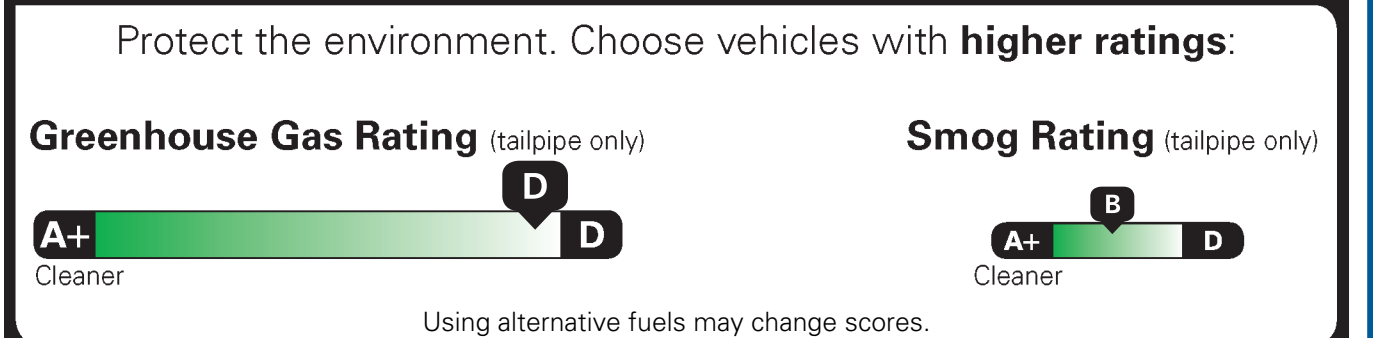 Protect the environment. Choose vehicles with higher ratings:
Greenhouse Gas Rating (tailpipe only)
D
A+ D
Cleaner
Smog Rating (tailpipe only)
B
A+ D
Cleaner
Using alternative fuels may change scores.